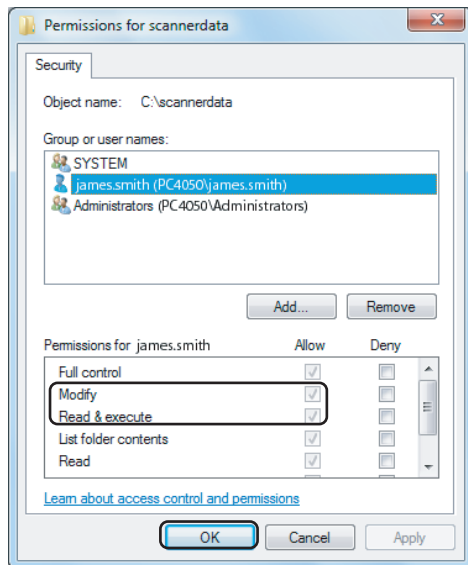 Permissions for scannerdata
Security
Object name: C:\scannerdata
Group or user names:
SYSTEM
james.smith (PC4050\james.smith)
Administrators (PC4050\Administrators)
Add... Remove
Permissions for james.smith Allow Deny
Full control
Modify
Read & execute
List folder contents
Read
Learn about access control and permissions
OK Cancel Apply